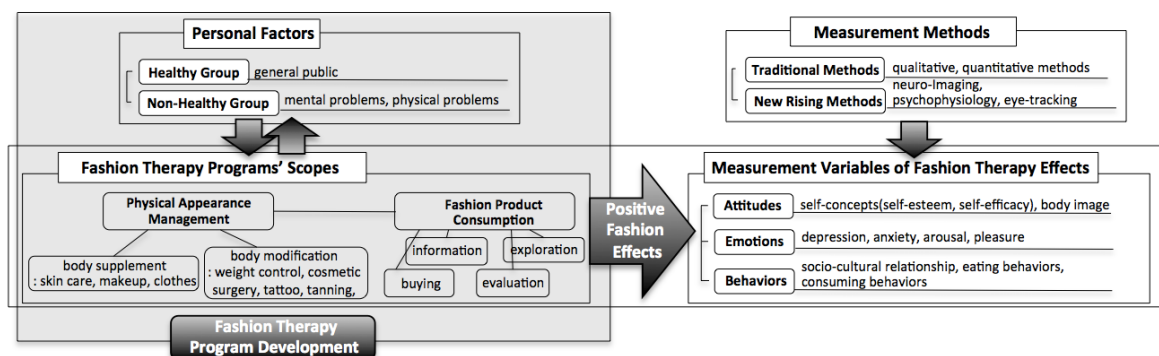 Personal Factors
Healthy Group general public
Non-Healthy Group mental problems, physical problems
Measurement Methods
Traditional Methods qualitative, quantitative methods
New Rising Methods neuro-Imaging,
psychophysiology, eye-tracking
Fashion Therapy Programs' Scopes
Physical Appearance
Management
body supplement
: skin care, makeup, clothes
body modification
: weight control, cosmetic
surgery, tattoo, tanning,
Fashion Product
Consumption
information
exploration
buying
evaluation
Positive
Fashion
Effects
Measurement Variables of Fashion Therapy Effects
Attitudes self-concepts(self-esteem, self-efficacy), body image
Emotions depression, anxiety, arousal, pleasure
Behaviors socio-cultural relationship, eating behaviors,
consuming behaviors
Fashion Therapy
Program Development